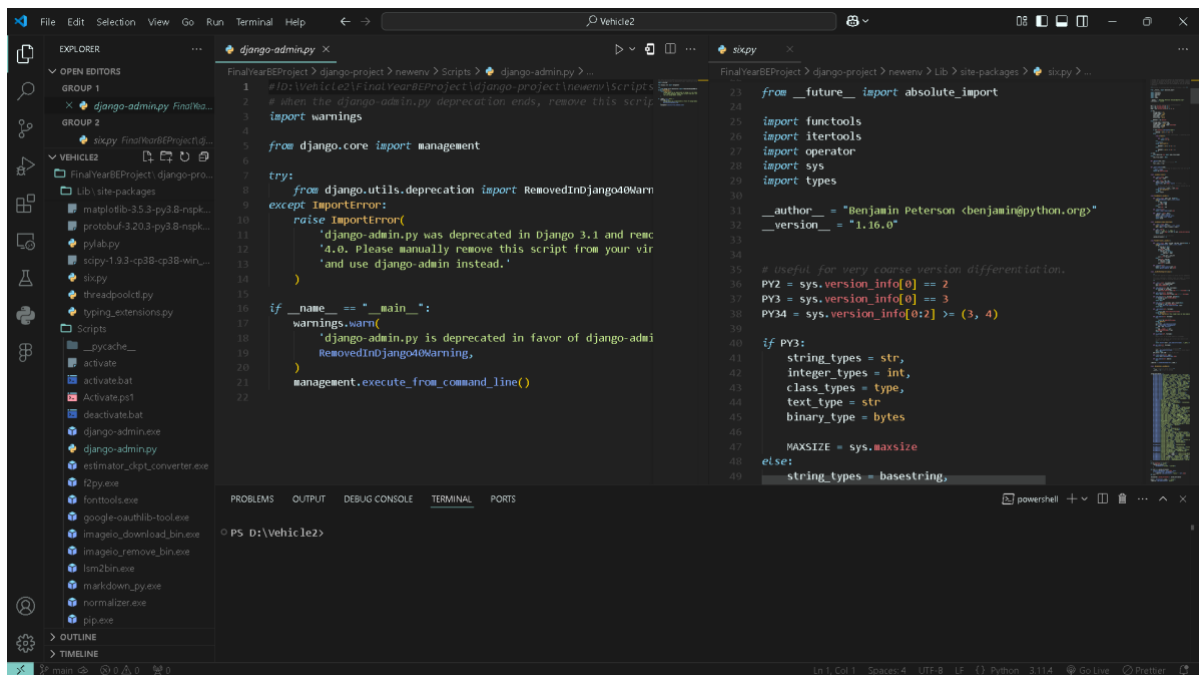 File Edit Selection View Go Run Terminal Help
Vehicle2
EXPLORER
OPEN EDITORS
GROUP 1
django-admin.py FinalYea...
GROUP 2
six.py FinalYearBEProject\dj...
VEHICLE2
FinalYearBEProject \ django-pro...
Lib \ site-packages
matplotlib-3.5.3-py3.8-nspk...
protobuf-3.20.3-py3.8-nspk...
pylab.py
scipy-1.9.3-cp38-cp38-win_...
six.py
threadpoolctl.py
typing_extensions.py
Scripts
__pycache__
activate
activate.bat
Activate.ps1
deactivate.bat
django-admin.exe
django-admin.py
estimator_ckpt_converter.exe
f2py.exe
fonttools.exe
google-oauthlib-tool.exe
imageio_download_bin.exe
imageio_remove_bin.exe
lsm2bin.exe
markdown_py.exe
normalizer.exe
pip.exe
OUTLINE
TIMELINE
django-admin.py
FinalYearBEProject > django-project > newenv > Scripts > django-admin.py > ...
1 #!D:\Vehicle2\FinalYearBEProject\django-project\newenv\Scripts
2 # When the django-admin.py deprecation ends, remove this scrip
3 import warnings
4
5 from django.core import management
6
7 try:
8 from django.utils.deprecation import RemovedInDjango40Warn
9 except ImportError:
10 raise ImportError(
11 'django-admin.py was deprecated in Django 3.1 and remo
12 '4.0. Please manually remove this script from your vir
13 'and use django-admin instead.'
14 )
15
16 if __name__ == "__main__":
17 warnings.warn(
18 'django-admin.py is deprecated in favor of django-admi
19 RemovedInDjango40Warning,
20 )
21 management.execute_from_command_line()
22
six.py
FinalYearBEProject > django-project > newenv > Lib > site-packages > six.py > ...
23 from __future__ import absolute_import
24
25 import functools
26 import itertools
27 import operator
28 import sys
29 import types
30
31 __author__ = "Benjamin Peterson <benjamin@python.org>"
32 __version__ = "1.16.0"
33
34
35 # Useful for very coarse version differentiation.
36 PY2 = sys.version_info[0] == 2
37 PY3 = sys.version_info[0] == 3
38 PY34 = sys.version_info[0:2] >= (3, 4)
39
40 if PY3:
41 string_types = str,
42 integer_types = int,
43 class_types = type,
44 text_type = str
45 binary_type = bytes
46
47 MAXSIZE = sys.maxsize
48 else:
49 string_types = basestring,
PROBLEMS OUTPUT DEBUG CONSOLE TERMINAL PORTS
powershell
PS D:\Vehicle2>
main 0 0 0
Ln 1, Col 1 Spaces: 4 UTF-8 LF {} Python 3.11.4 Go Live Prettier